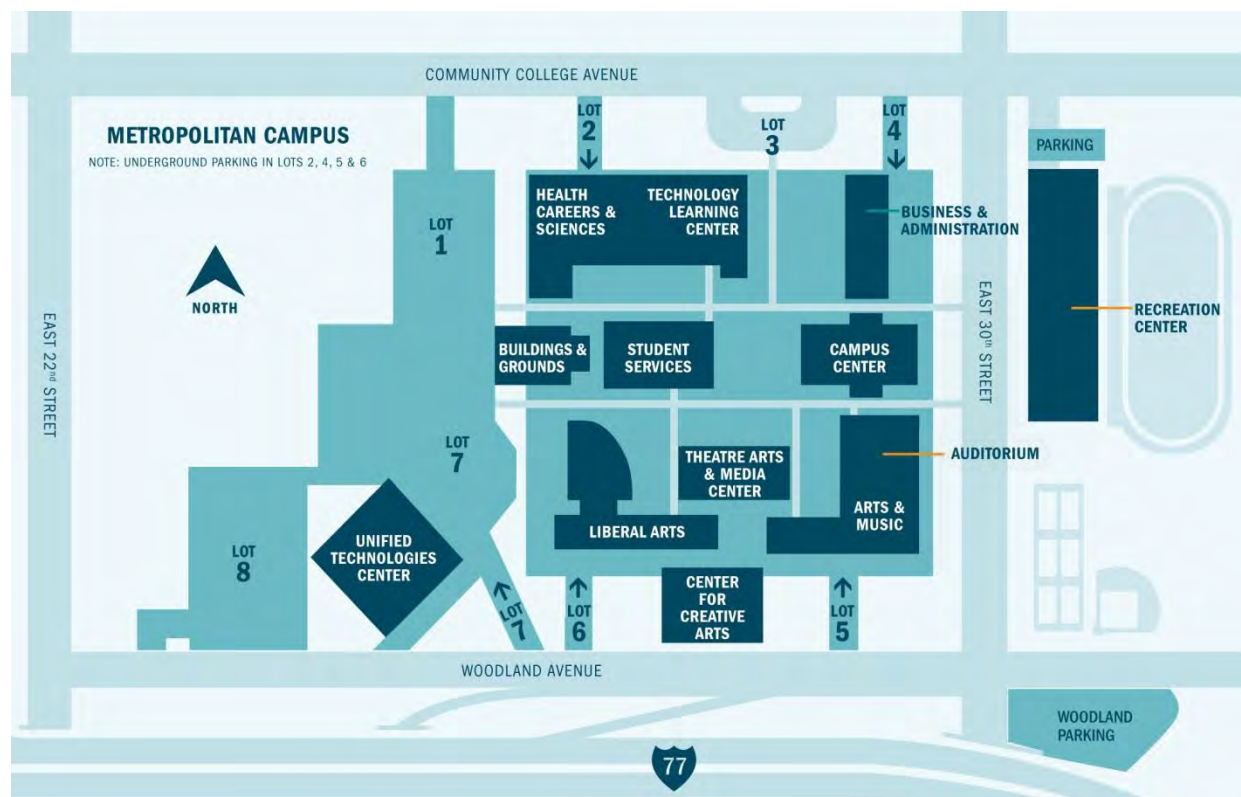 COMMUNITY COLLEGE AVENUE
METROPOLITAN CAMPUS
NOTE: UNDERGROUND PARKING IN LOTS 2, 4, 5 & 6
LOT
2
LOT
3
LOT
4
PARKING
HEALTH
CAREERS &
SCIENCES
TECHNOLOGY
LEARNING
CENTER
BUSINESS &
ADMINISTRATION
LOT
1
NORTH
EAST 22nd STREET
EAST 30th STREET
RECREATION
CENTER
BUILDINGS &
GROUNDS
STUDENT
SERVICES
CAMPUS
CENTER
LOT
7
THEATRE ARTS
& MEDIA
CENTER
AUDITORIUM
ARTS &
MUSIC
LIBERAL ARTS
UNIFIED
TECHNOLOGIES
CENTER
LOT
8
LOT
7
LOT
6
CENTER
FOR
CREATIVE
ARTS
LOT
5
WOODLAND AVENUE
WOODLAND
PARKING
77